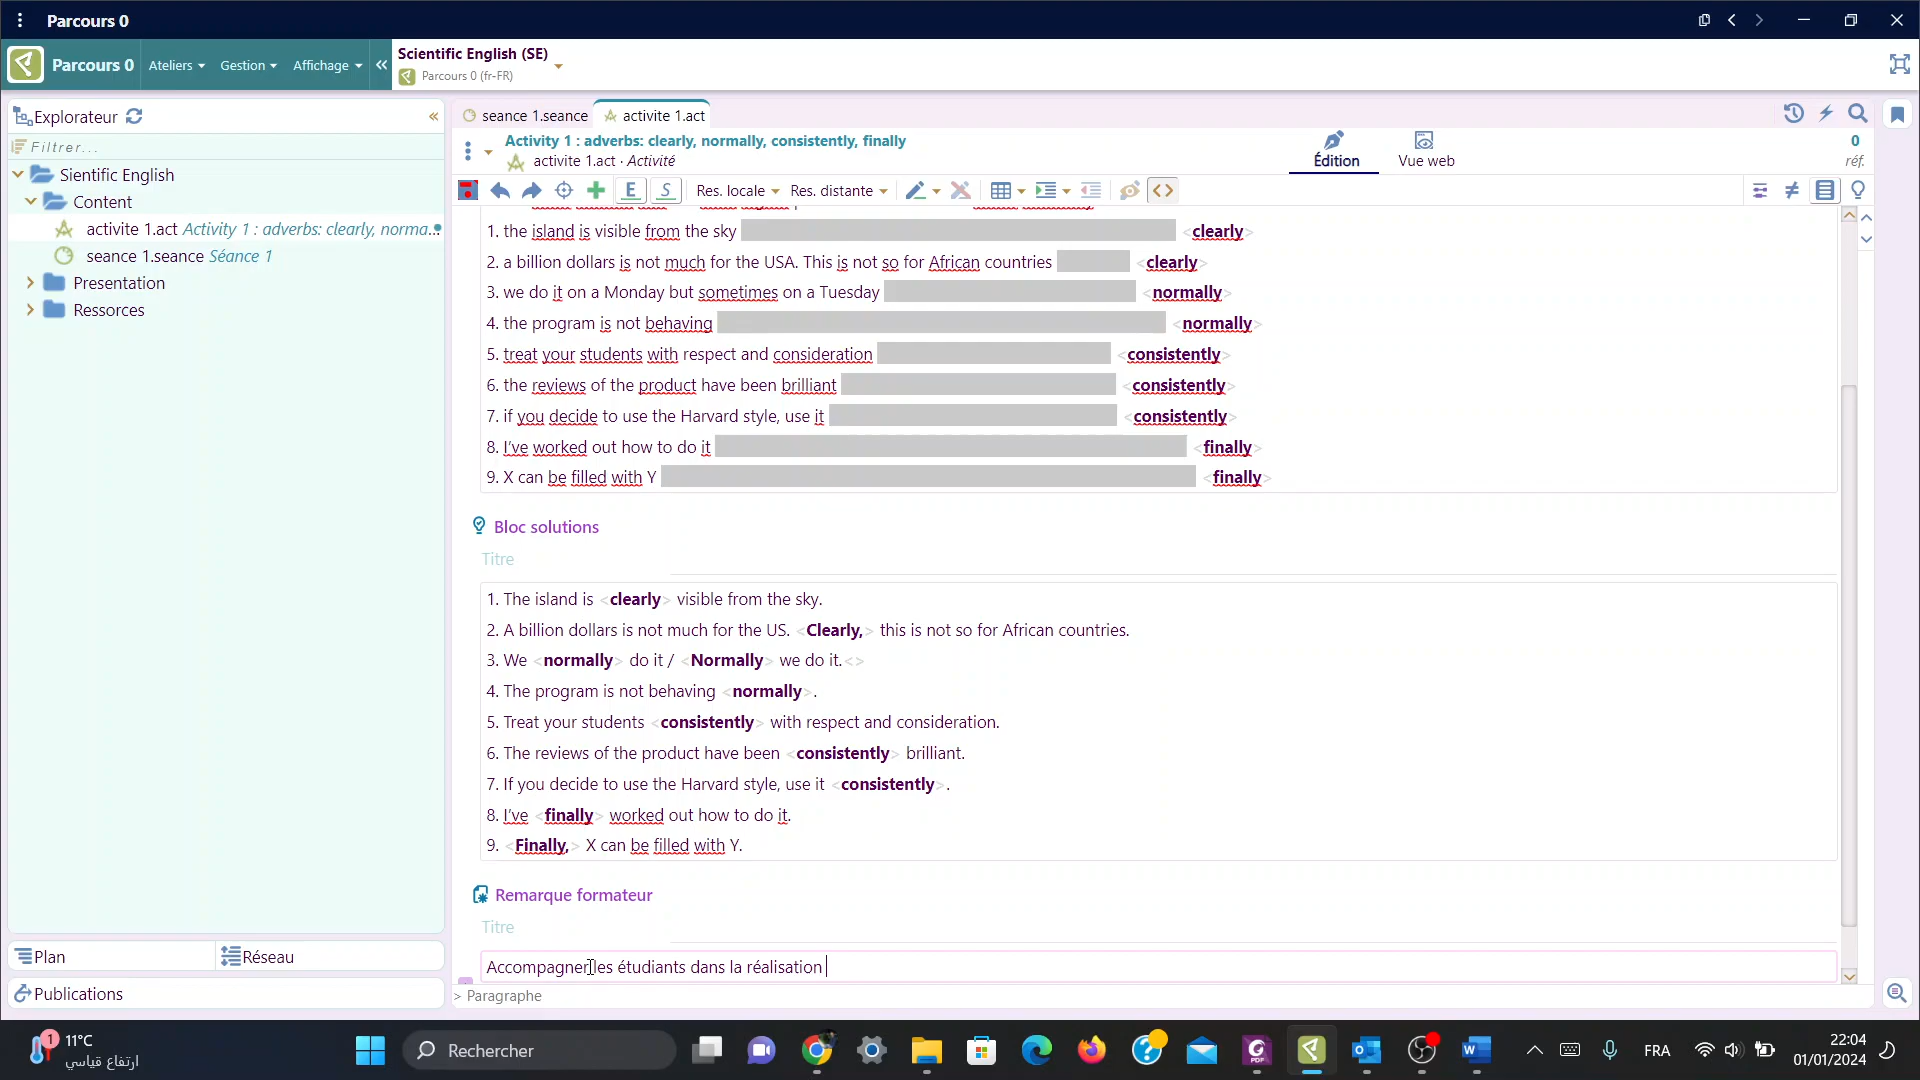 Parcours 0
Parcours 0
Ateliers
Gestion
Affichage
«
Scientific English (SE)
Parcours 0 (fr-FR)
Explorateur
«
Filtrer...
Sientific English
Content
activite 1.act Activity 1 : adverbs: clearly, norma...
seance 1.seance Séance 1
Presentation
Ressorces
Plan
Réseau
Publications
seance 1.seance
activite 1.act
Activity 1 : adverbs: clearly, normally, consistently, finally
activite 1.act · Activité
Édition
Vue web
0
réf.
E
S
Res. locale
Res. distante
1. the island is visible from the sky <clearly>
2. a billion dollars is not much for the USA. This is not so for African countries <clearly>
3. we do it on a Monday but sometimes on a Tuesday <normally>
4. the program is not behaving <normally>
5. treat your students with respect and consideration <consistently>
6. the reviews of the product have been brilliant <consistently>
7. if you decide to use the Harvard style, use it <consistently>
8. I've worked out how to do it <finally>
9. X can be filled with Y <finally>
Bloc solutions
Titre
1. The island is <clearly> visible from the sky.
2. A billion dollars is not much for the US. <Clearly,> this is not so for African countries.
3. We <normally> do it / <Normally> we do it.<>
4. The program is not behaving <normally>.
5. Treat your students <consistently> with respect and consideration.
6. The reviews of the product have been <consistently> brilliant.
7. If you decide to use the Harvard style, use it <consistently>.
8. I've <finally> worked out how to do it.
9. <Finally,> X can be filled with Y.
Remarque formateur
Titre
Accompagner les étudiants dans la réalisation
> Paragraphe
1
11°C
ارتفاع قياسي
Rechercher
FRA
22:04
01/01/2024